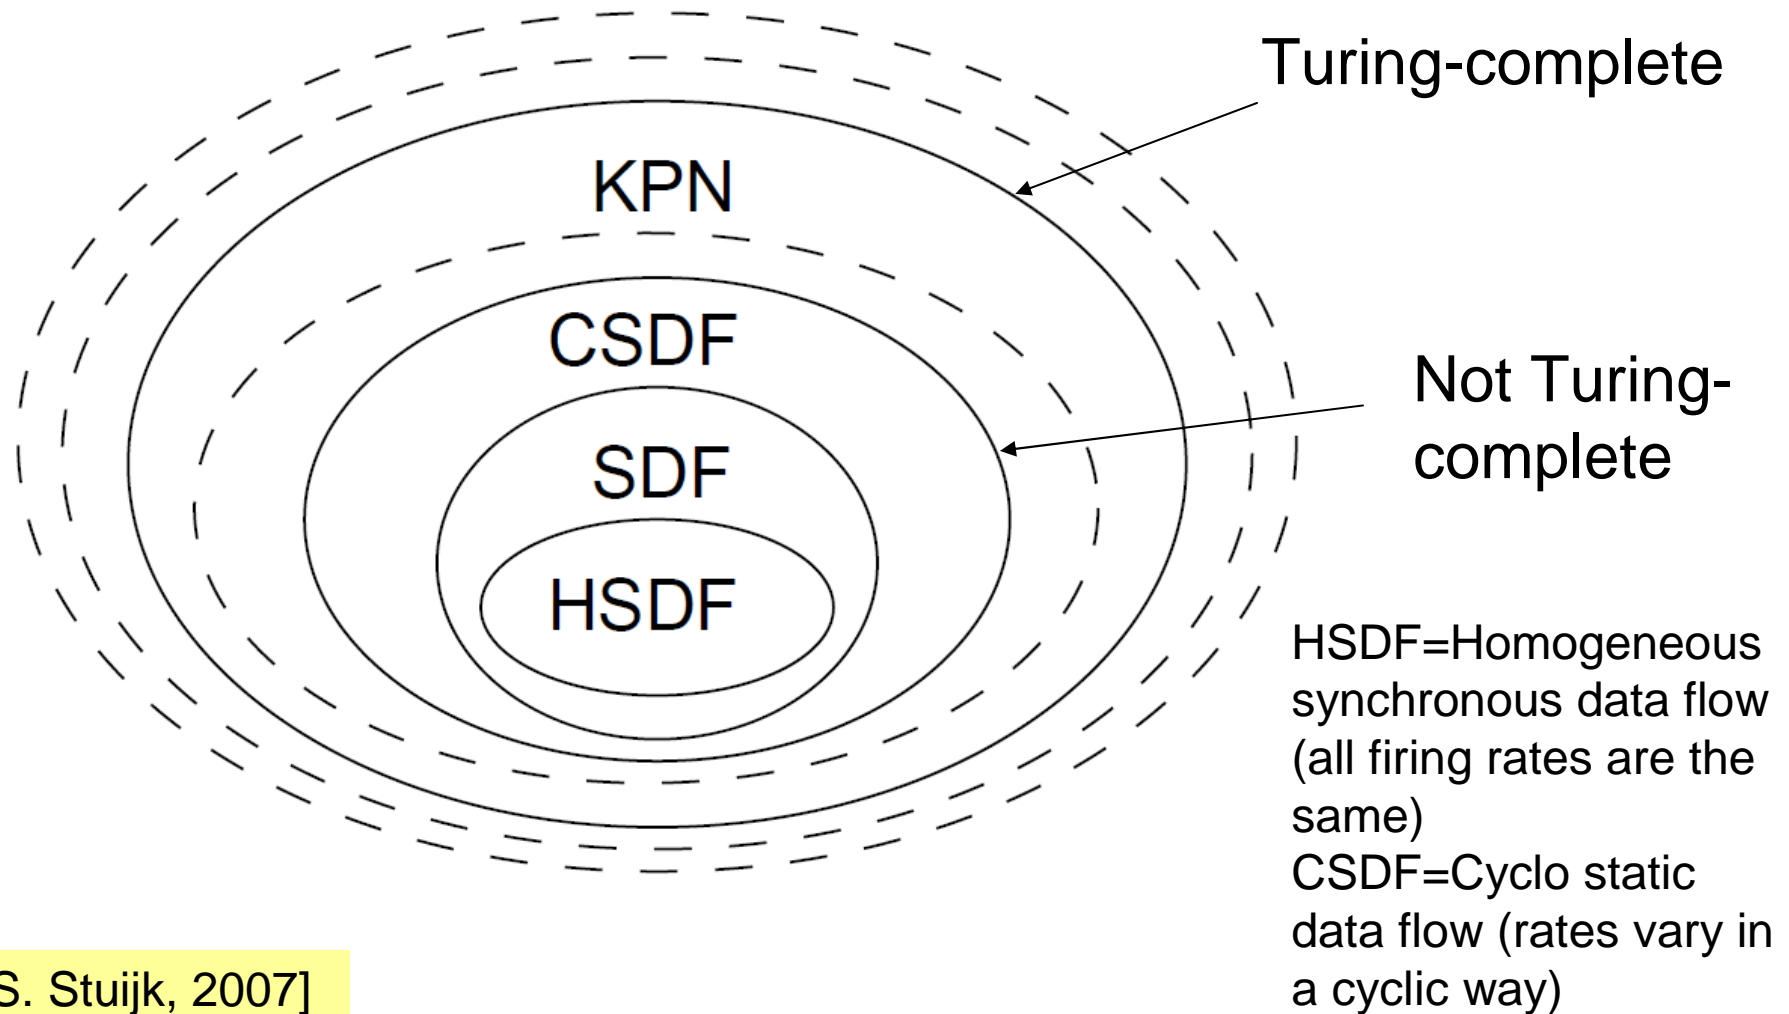 Turing-complete
KPN
CSDF
Not Turing-
complete
SDF
HSDF
HSDF=Homogeneous
synchronous data flow
(all firing rates are the
same)
CSDF=Cyclo static
data flow (rates vary in
a cyclic way)
S. Stuijk, 2007]